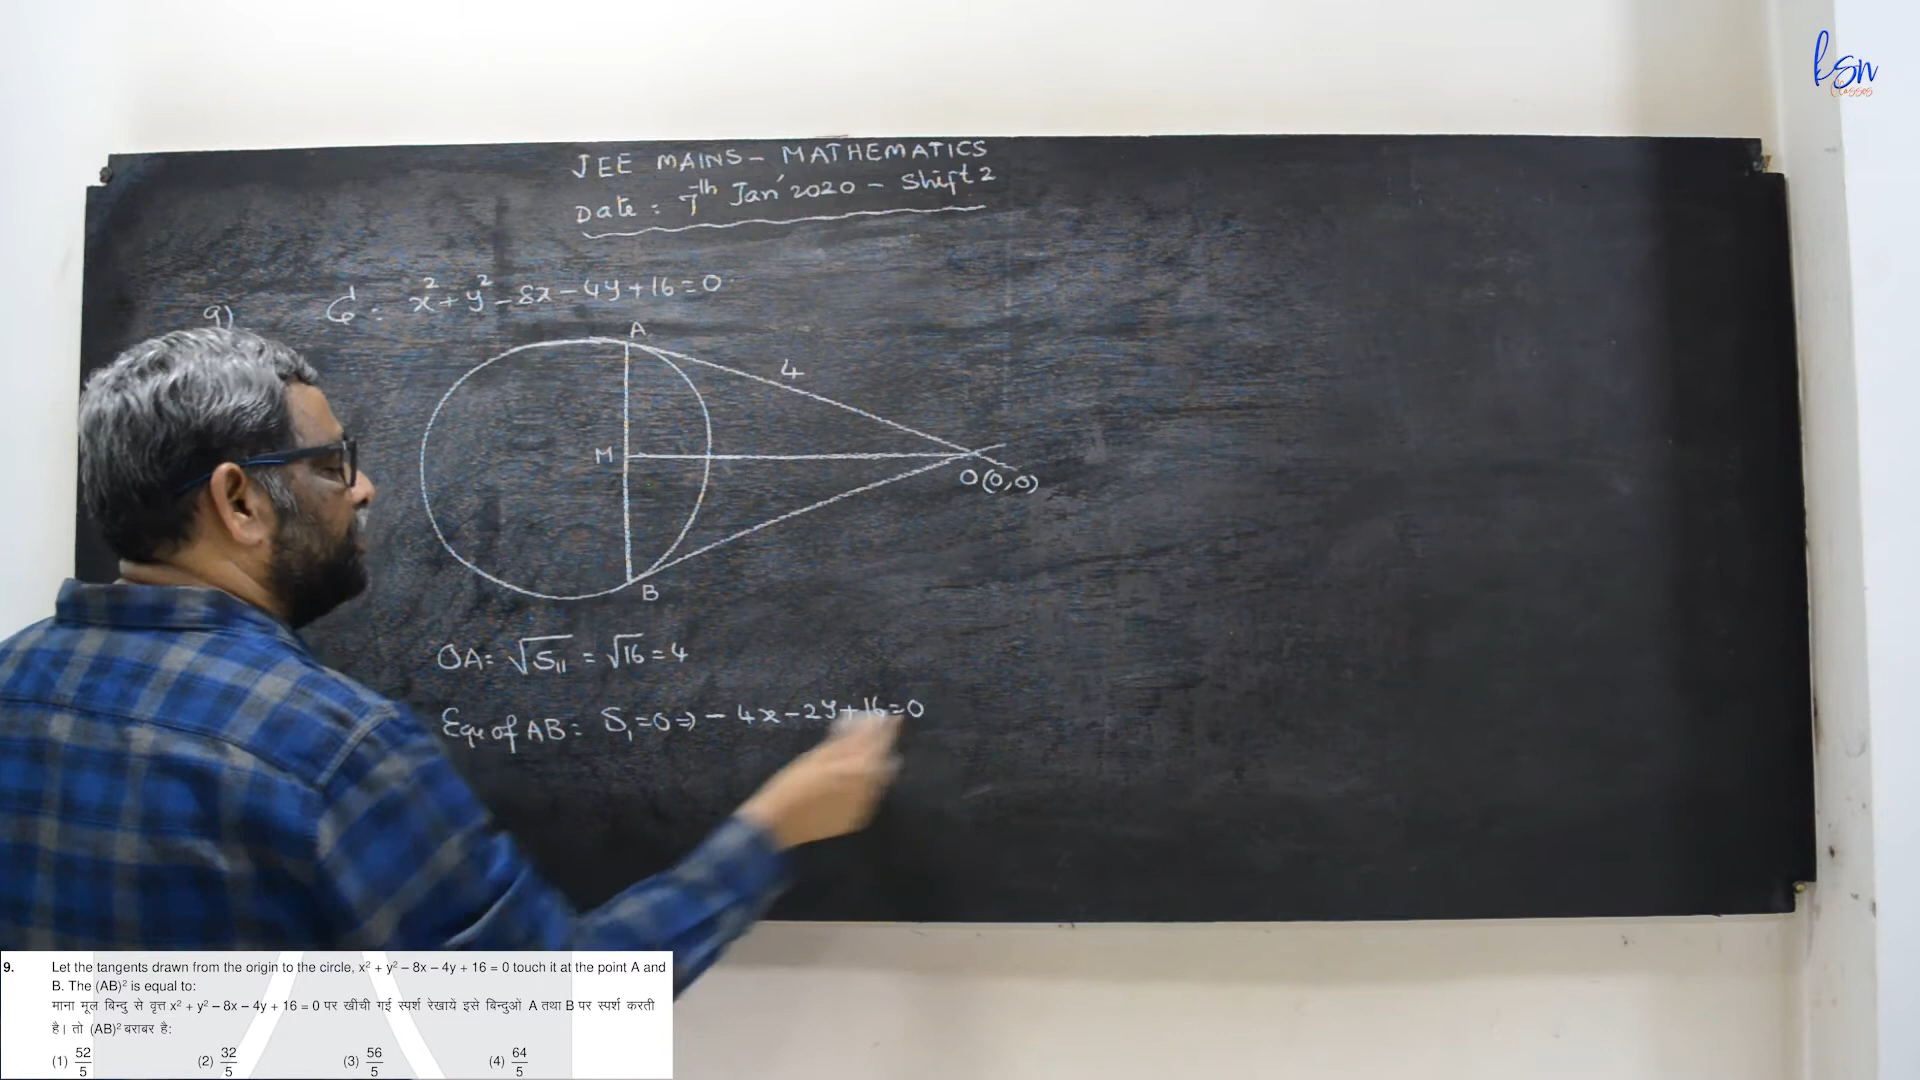 ksn
Classes
JEE MAINS - MATHEMATICS
Date : 7th Jan' 2020 - Shift 2
9) C : x² + y² - 8x - 4y + 16 = 0
A
4
M
O(0,0)
B
OA = √S₁₁ = √16 = 4
Equ of AB : S₁ = 0 ⇒ - 4x - 2y + 16 = 0
9. Let the tangents drawn from the origin to the circle, x² + y² – 8x – 4y + 16 = 0 touch it at the point A and
B. The (AB)² is equal to:
माना मूल बिन्दु से वृत्त x² + y² – 8x – 4y + 16 = 0 पर खींची गई स्पर्श रेखायें इसे बिन्दुओं A तथा B पर स्पर्श करती
है। तो (AB)² बराबर है:
(1) 52/5 (2) 32/5 (3) 56/5 (4) 64/5